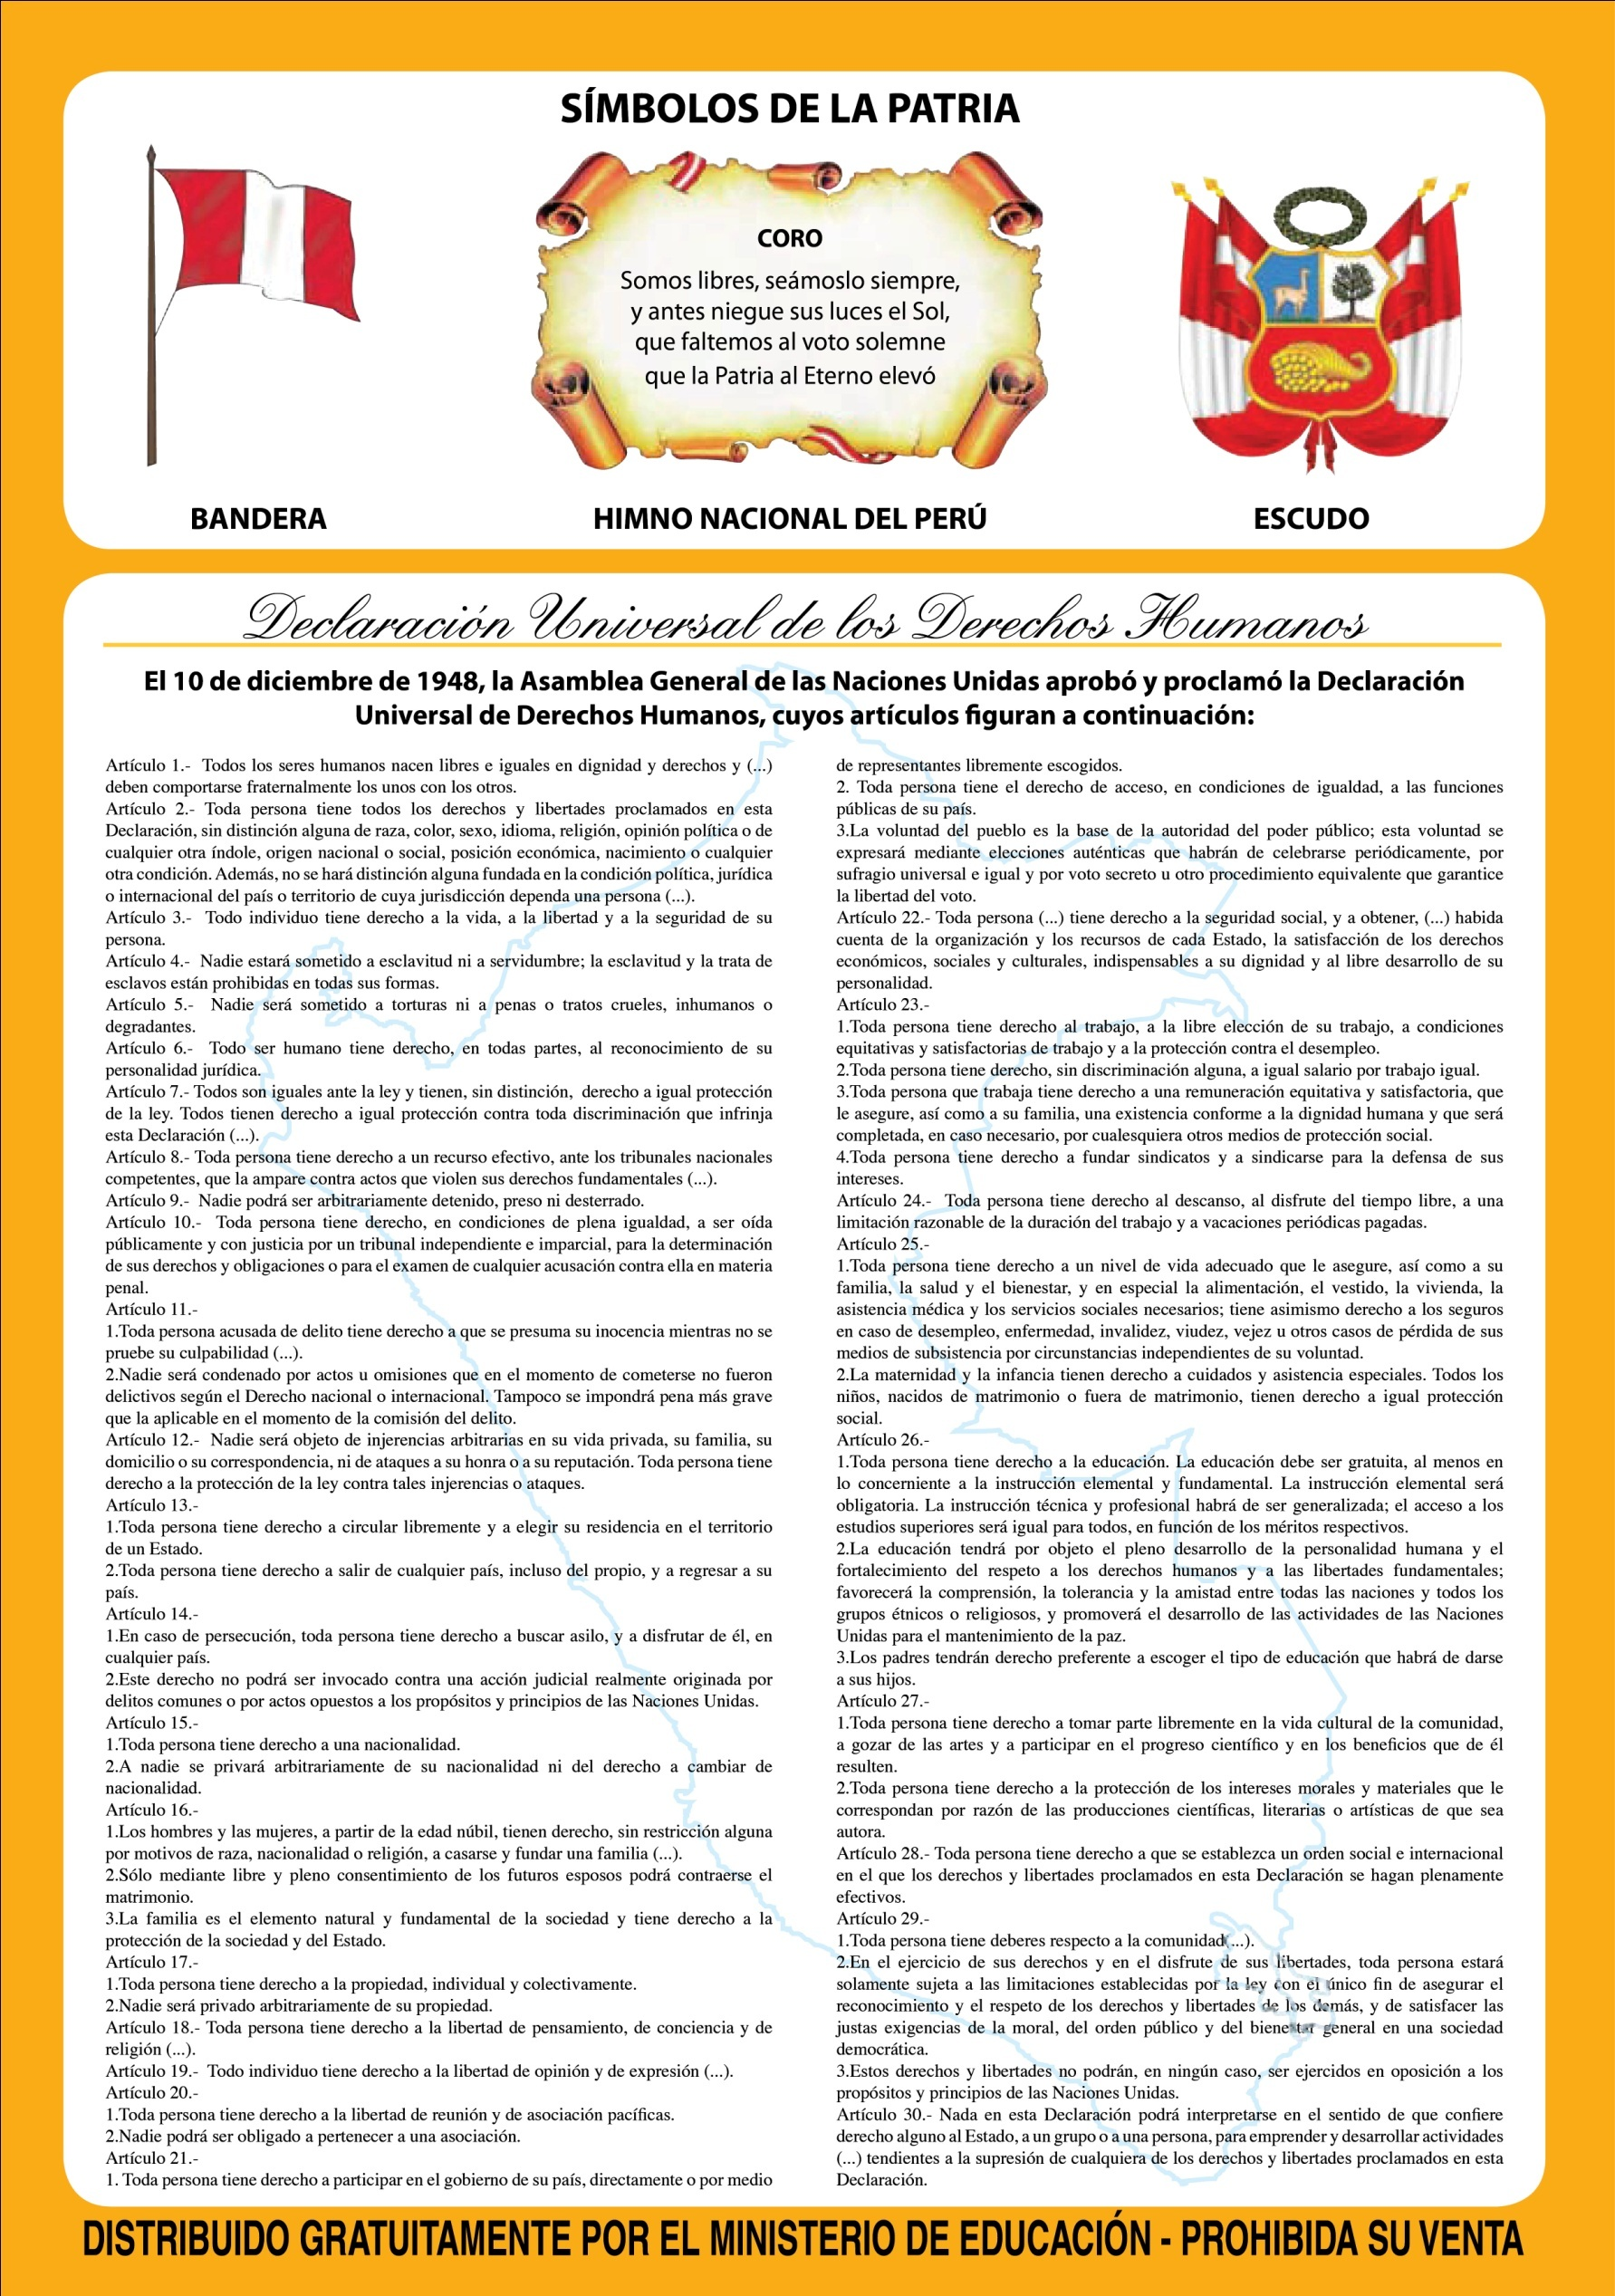 SÍMBOLOS DE LA PATRIA
CORO
Somos libres, seámoslo siempre,
y antes niegue sus luces el Sol,
que faltemos al voto solemne
que la Patria al Eterno elevó
BANDERA
HIMNO NACIONAL DEL PERÚ
ESCUDO
Declaración Universal de los Derechos Humanos
El 10 de diciembre de 1948, la Asamblea General de las Naciones Unidas aprobó y proclamó la Declaración
Universal de Derechos Humanos, cuyos artículos figuran a continuación:
Artículo 1.- Todos los seres humanos nacen libres e iguales en dignidad y derechos y (...)
deben comportarse fraternalmente los unos con los otros.
Artículo 2.- Toda persona tiene todos los derechos y libertades proclamados en esta
Declaración, sin distinción alguna de raza, color, sexo, idioma, religión, opinión política o de
cualquier otra índole, origen nacional o social, posición económica, nacimiento o cualquier
otra condición. Además, no se hará distinción alguna fundada en la condición política, jurídica
o internacional del país o territorio de cuya jurisdicción dependa una persona (...).
Artículo 3.- Todo individuo tiene derecho a la vida, a la libertad y a la seguridad de su
persona.
Artículo 4.- Nadie estará sometido a esclavitud ni a servidumbre; la esclavitud y la trata de
esclavos están prohibidas en todas sus formas.
Artículo 5.- Nadie será sometido a torturas ni a penas o tratos crueles, inhumanos o
degradantes.
Artículo 6.- Todo ser humano tiene derecho, en todas partes, al reconocimiento de su
personalidad jurídica.
Artículo 7.- Todos son iguales ante la ley y tienen, sin distinción, derecho a igual protección
de la ley. Todos tienen derecho a igual protección contra toda discriminación que infrinja
esta Declaración (...).
Artículo 8.- Toda persona tiene derecho a un recurso efectivo, ante los tribunales nacionales
competentes, que la ampare contra actos que violen sus derechos fundamentales (...).
Artículo 9.- Nadie podrá ser arbitrariamente detenido, preso ni desterrado.
Artículo 10.- Toda persona tiene derecho, en condiciones de plena igualdad, a ser oída
públicamente y con justicia por un tribunal independiente e imparcial, para la determinación
de sus derechos y obligaciones o para el examen de cualquier acusación contra ella en materia
penal.
Artículo 11.-
1.Toda persona acusada de delito tiene derecho a que se presuma su inocencia mientras no se
pruebe su culpabilidad (...).
2.Nadie será condenado por actos u omisiones que en el momento de cometerse no fueron
delictivos según el Derecho nacional o internacional. Tampoco se impondrá pena más grave
que la aplicable en el momento de la comisión del delito.
Artículo 12.- Nadie será objeto de injerencias arbitrarias en su vida privada, su familia, su
domicilio o su correspondencia, ni de ataques a su honra o a su reputación. Toda persona tiene
derecho a la protección de la ley contra tales injerencias o ataques.
Artículo 13.-
1.Toda persona tiene derecho a circular libremente y a elegir su residencia en el territorio
de un Estado.
2.Toda persona tiene derecho a salir de cualquier país, incluso del propio, y a regresar a su
país.
Artículo 14.-
1.En caso de persecución, toda persona tiene derecho a buscar asilo, y a disfrutar de él, en
cualquier país.
2.Este derecho no podrá ser invocado contra una acción judicial realmente originada por
delitos comunes o por actos opuestos a los propósitos y principios de las Naciones Unidas.
Artículo 15.-
1.Toda persona tiene derecho a una nacionalidad.
2.A nadie se privará arbitrariamente de su nacionalidad ni del derecho a cambiar de
nacionalidad.
Artículo 16.-
1.Los hombres y las mujeres, a partir de la edad núbil, tienen derecho, sin restricción alguna
por motivos de raza, nacionalidad o religión, a casarse y fundar una familia (...).
2.Sólo mediante libre y pleno consentimiento de los futuros esposos podrá contraerse el
matrimonio.
3.La familia es el elemento natural y fundamental de la sociedad y tiene derecho a la
protección de la sociedad y del Estado.
Artículo 17.-
1.Toda persona tiene derecho a la propiedad, individual y colectivamente.
2.Nadie será privado arbitrariamente de su propiedad.
Artículo 18.- Toda persona tiene derecho a la libertad de pensamiento, de conciencia y de
religión (...).
Artículo 19.- Todo individuo tiene derecho a la libertad de opinión y de expresión (...).
Artículo 20.-
1.Toda persona tiene derecho a la libertad de reunión y de asociación pacíficas.
2.Nadie podrá ser obligado a pertenecer a una asociación.
Artículo 21.-
1. Toda persona tiene derecho a participar en el gobierno de su país, directamente o por medio
de representantes libremente escogidos.
2. Toda persona tiene el derecho de acceso, en condiciones de igualdad, a las funciones
públicas de su país.
3.La voluntad del pueblo es la base de la autoridad del poder público; esta voluntad se
expresará mediante elecciones auténticas que habrán de celebrarse periódicamente, por
sufragio universal e igual y por voto secreto u otro procedimiento equivalente que garantice
la libertad del voto.
Artículo 22.- Toda persona (...) tiene derecho a la seguridad social, y a obtener, (...) habida
cuenta de la organización y los recursos de cada Estado, la satisfacción de los derechos
económicos, sociales y culturales, indispensables a su dignidad y al libre desarrollo de su
personalidad.
Artículo 23.-
1.Toda persona tiene derecho al trabajo, a la libre elección de su trabajo, a condiciones
equitativas y satisfactorias de trabajo y a la protección contra el desempleo.
2.Toda persona tiene derecho, sin discriminación alguna, a igual salario por trabajo igual.
3.Toda persona que trabaja tiene derecho a una remuneración equitativa y satisfactoria, que
le asegure, así como a su familia, una existencia conforme a la dignidad humana y que será
completada, en caso necesario, por cualesquiera otros medios de protección social.
4.Toda persona tiene derecho a fundar sindicatos y a sindicarse para la defensa de sus
intereses.
Artículo 24.- Toda persona tiene derecho al descanso, al disfrute del tiempo libre, a una
limitación razonable de la duración del trabajo y a vacaciones periódicas pagadas.
Artículo 25.-
1.Toda persona tiene derecho a un nivel de vida adecuado que le asegure, así como a su
familia, la salud y el bienestar, y en especial la alimentación, el vestido, la vivienda, la
asistencia médica y los servicios sociales necesarios; tiene asimismo derecho a los seguros
en caso de desempleo, enfermedad, invalidez, viudez, vejez u otros casos de pérdida de sus
medios de subsistencia por circunstancias independientes de su voluntad.
2.La maternidad y la infancia tienen derecho a cuidados y asistencia especiales. Todos los
niños, nacidos de matrimonio o fuera de matrimonio, tienen derecho a igual protección
social.
Artículo 26.-
1.Toda persona tiene derecho a la educación. La educación debe ser gratuita, al menos en
lo concerniente a la instrucción elemental y fundamental. La instrucción elemental será
obligatoria. La instrucción técnica y profesional habrá de ser generalizada; el acceso a los
estudios superiores será igual para todos, en función de los méritos respectivos.
2.La educación tendrá por objeto el pleno desarrollo de la personalidad humana y el
fortalecimiento del respeto a los derechos humanos y a las libertades fundamentales;
favorecerá la comprensión, la tolerancia y la amistad entre todas las naciones y todos los
grupos étnicos o religiosos, y promoverá el desarrollo de las actividades de las Naciones
Unidas para el mantenimiento de la paz.
3.Los padres tendrán derecho preferente a escoger el tipo de educación que habrá de darse
a sus hijos.
Artículo 27.-
1.Toda persona tiene derecho a tomar parte libremente en la vida cultural de la comunidad,
a gozar de las artes y a participar en el progreso científico y en los beneficios que de él
resulten.
2.Toda persona tiene derecho a la protección de los intereses morales y materiales que le
correspondan por razón de las producciones científicas, literarias o artísticas de que sea
autora.
Artículo 28.- Toda persona tiene derecho a que se establezca un orden social e internacional
en el que los derechos y libertades proclamados en esta Declaración se hagan plenamente
efectivos.
Artículo 29.-
1.Toda persona tiene deberes respecto a la comunidad(...).
2.En el ejercicio de sus derechos y en el disfrute de sus libertades, toda persona estará
solamente sujeta a las limitaciones establecidas por la ley con el único fin de asegurar el
reconocimiento y el respeto de los derechos y libertades de los demás, y de satisfacer las
justas exigencias de la moral, del orden público y del bienestar general en una sociedad
democrática.
3.Estos derechos y libertades no podrán, en ningún caso, ser ejercidos en oposición a los
propósitos y principios de las Naciones Unidas.
Artículo 30.- Nada en esta Declaración podrá interpretarse en el sentido de que confiere
derecho alguno al Estado, a un grupo o a una persona, para emprender y desarrollar actividades
(...) tendientes a la supresión de cualquiera de los derechos y libertades proclamados en esta
Declaración.
DISTRIBUIDO GRATUITAMENTE POR EL MINISTERIO DE EDUCACIÓN - PROHIBIDA SU VENTA